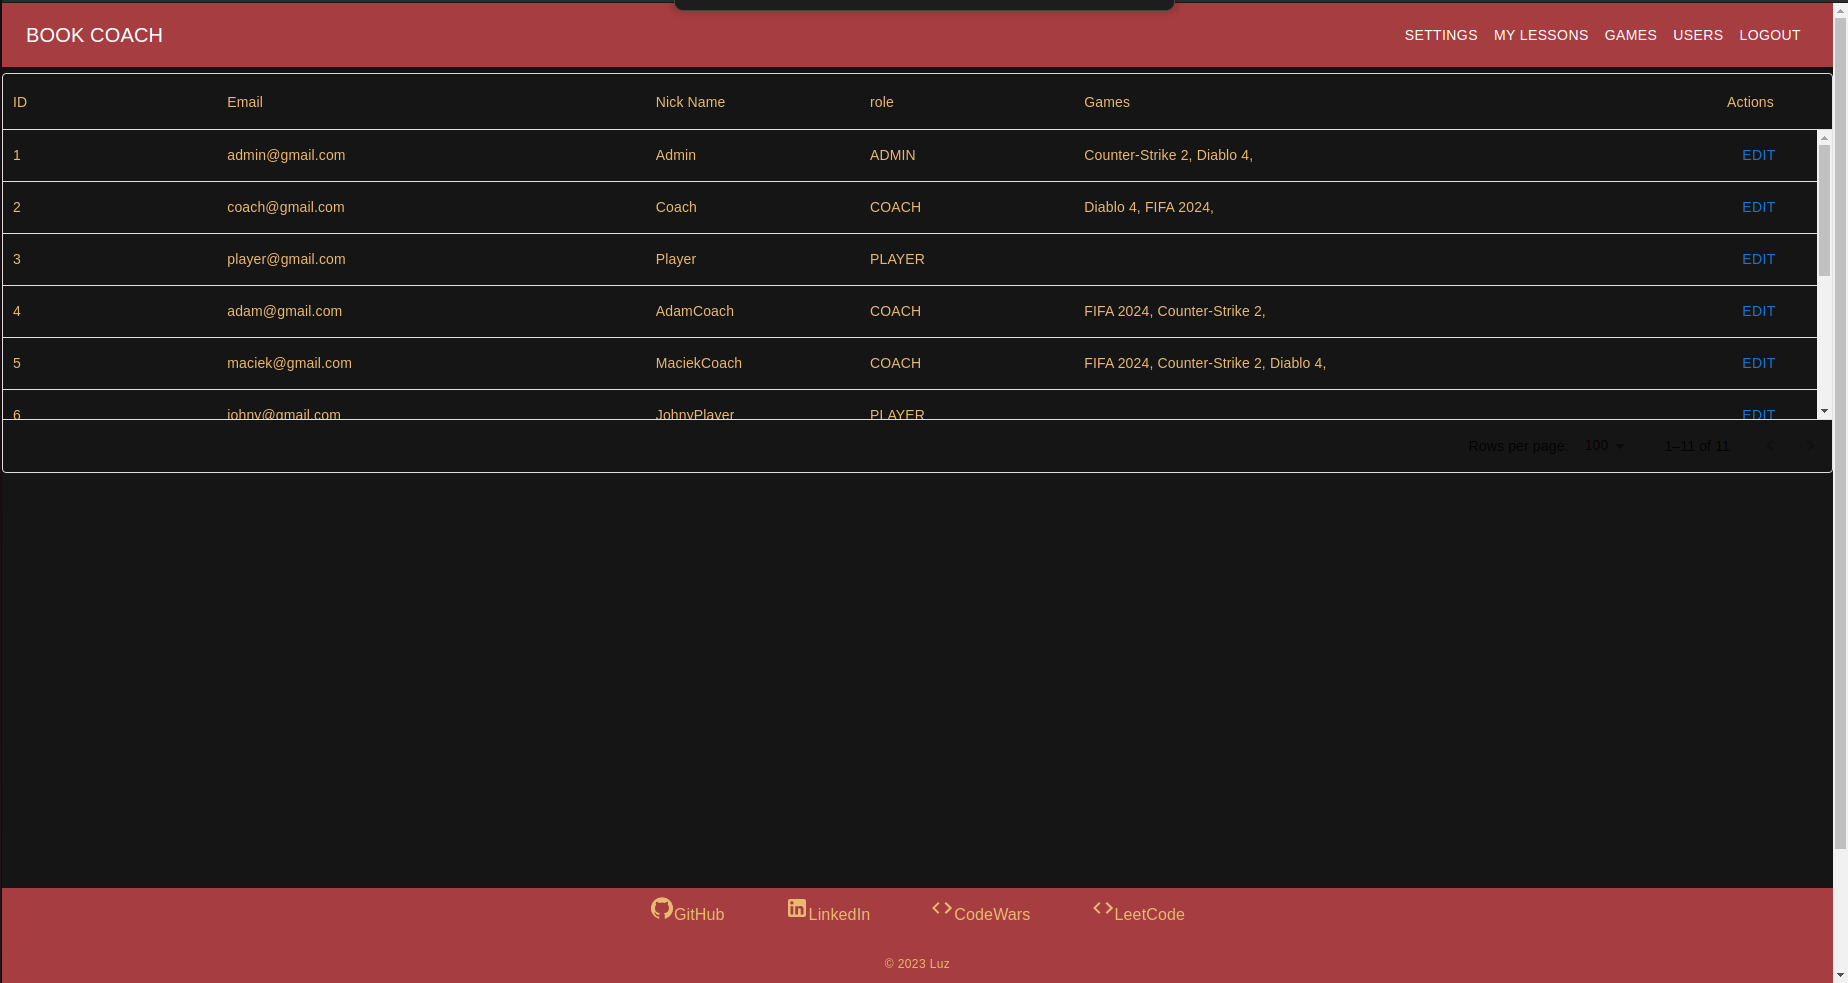 BOOK COACH SETTINGS MY LESSONS GAMES USERS LOGOUT
ID Email Nick Name role Games Actions
1 admin@gmail.com Admin ADMIN Counter-Strike 2, Diablo 4, EDIT
2 coach@gmail.com Coach COACH Diablo 4, FIFA 2024, EDIT
3 player@gmail.com Player PLAYER EDIT
4 adam@gmail.com AdamCoach COACH FIFA 2024, Counter-Strike 2, EDIT
5 maciek@gmail.com MaciekCoach COACH FIFA 2024, Counter-Strike 2, Diablo 4, EDIT
6 johny@gmail.com JohnyPlayer PLAYER EDIT
Rows per page: 100 1–11 of 11
GitHub LinkedIn CodeWars LeetCode
© 2023 Luz